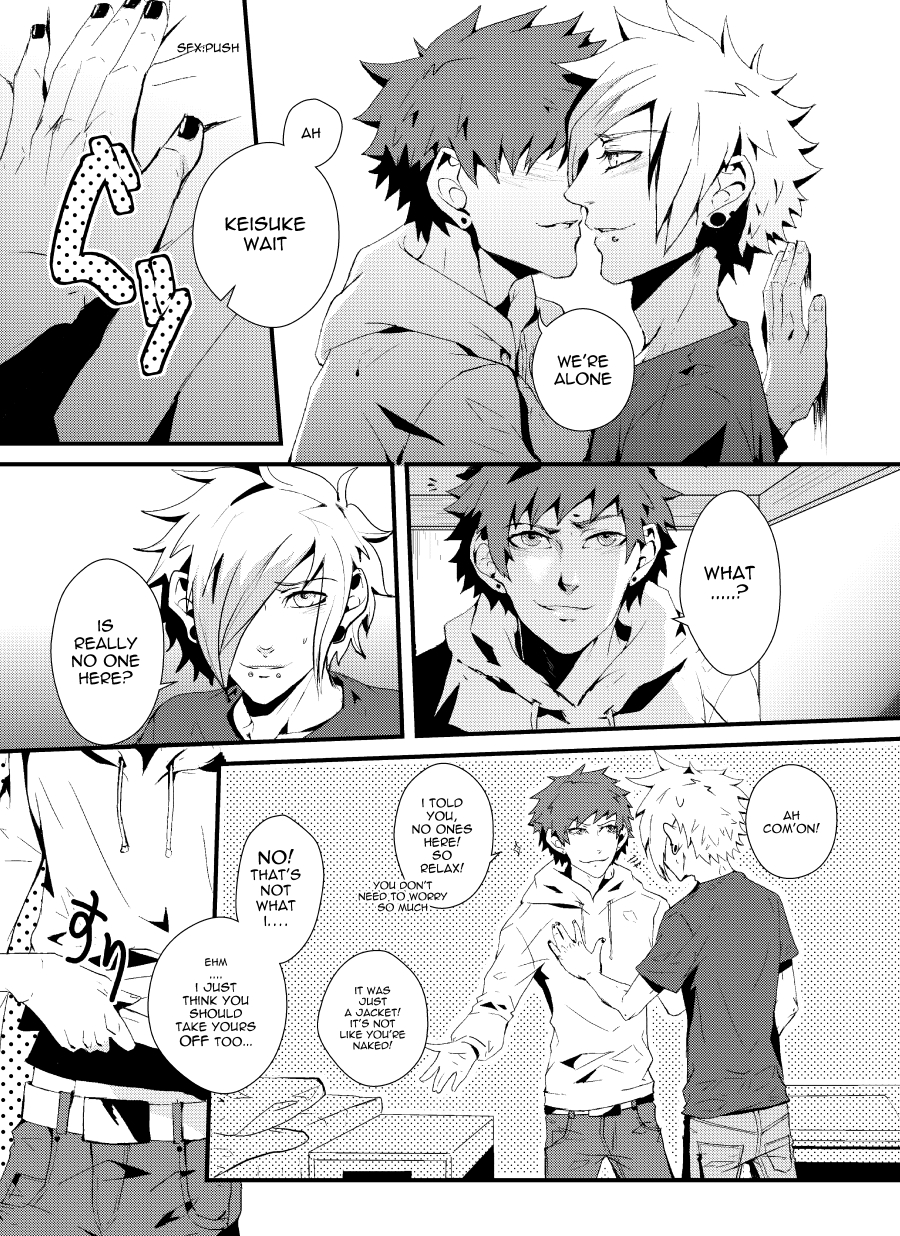 SFX:PUSH
ぐッ
AH
KEISUKE
WAIT
WE'RE
ALONE
IS
REALLY
NO ONE
HERE?
WHAT
......?
NO!
THAT'S
NOT
WHAT
I....
EHM
....
I JUST
THINK YOU
SHOULD
TAKE YOURS
OFF TOO...
すり
I TOLD
YOU,
NO ONES
HERE!
SO
RELAX!
YOU DON'T
NEED TO WORRY
SO MUCH
IT WAS
JUST
A JACKET!
IT'S NOT
LIKE YOU'RE
NAKED!
AH
COM'ON!